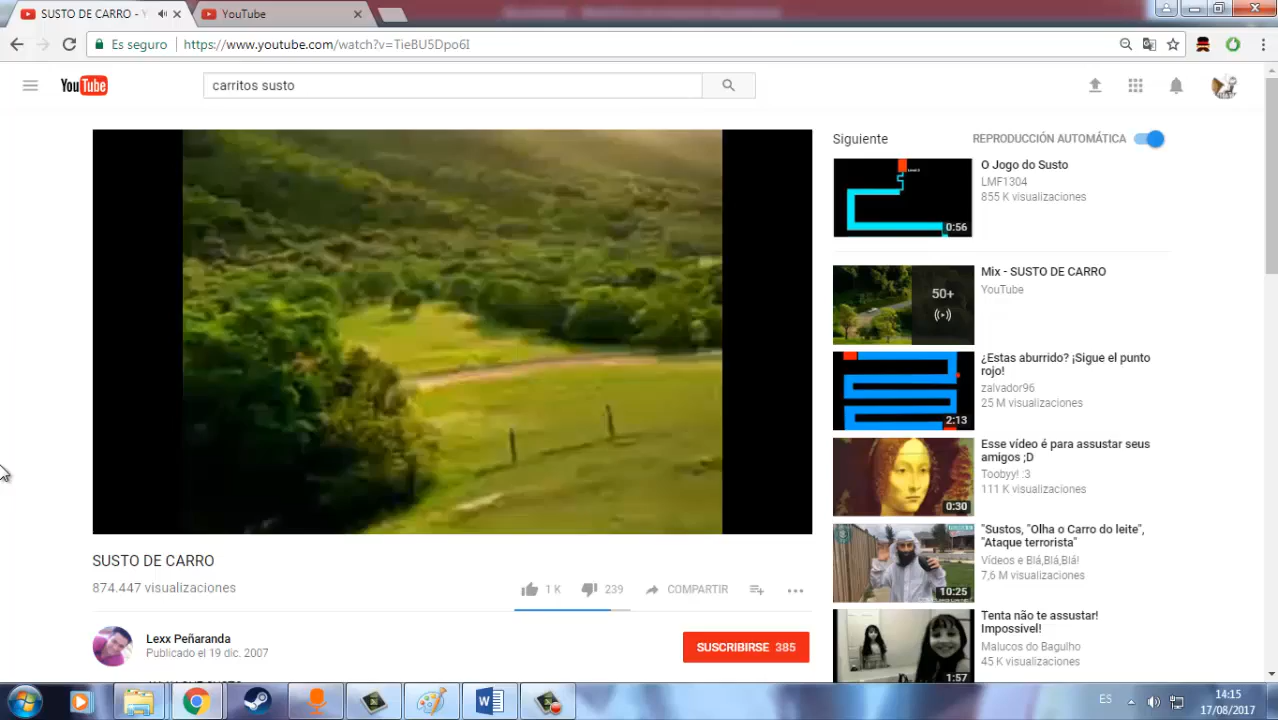 SUSTO DE CARRO - Y
YouTube
Es seguro
https://www.youtube.com/watch?v=TieBU5Dpo6I
YouTube
carritos susto
Siguiente
REPRODUCCIÓN AUTOMÁTICA
O Jogo do Susto
LMF1304
855 K visualizaciones
0:56
Mix - SUSTO DE CARRO
YouTube
50+
¿Estas aburrido? ¡Sigue el punto
rojo!
zalvador96
25 M visualizaciones
2:13
Esse vídeo é para assustar seus
amigos ;D
Toobyy! :3
111 K visualizaciones
0:30
"Sustos, "Olha o Carro do leite",
"Ataque terrorista"
Vídeos e Blá,Blá,Blá!
7,6 M visualizaciones
10:25
Tenta não te assustar!
Impossível!
Malucos do Bagulho
45 K visualizaciones
1:57
SUSTO DE CARRO
874.447 visualizaciones
1 K
239
COMPARTIR
Lexx Peñaranda
Publicado el 19 dic. 2007
SUSCRIBIRSE 385
ES
14:15
17/08/2017